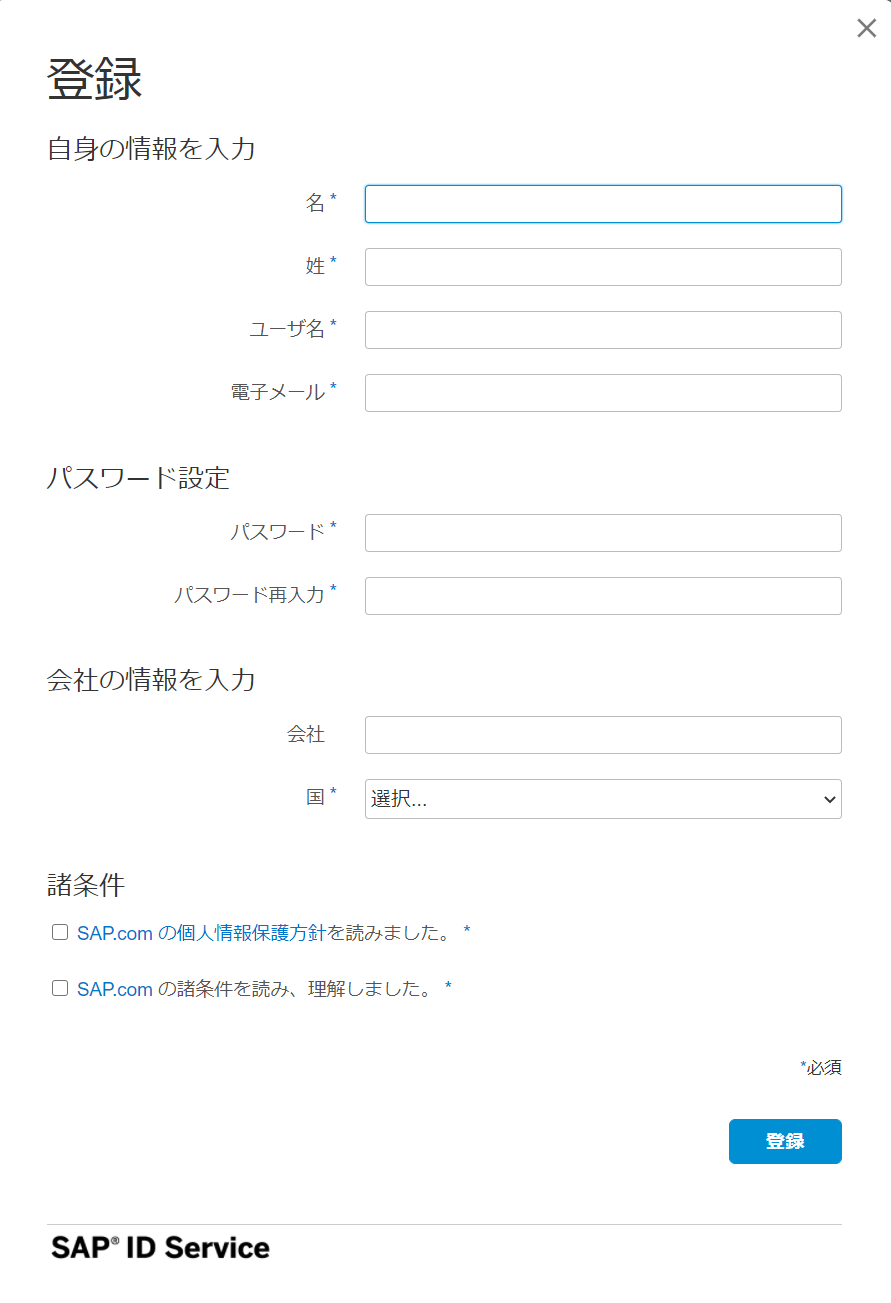 登録
自身の情報を入力
名 *
姓 *
ユーザ名 *
電子メール *
パスワード設定
パスワード *
パスワード再入力 *
会社の情報を入力
会社
国 * 選択...
諸条件
SAP.com の個人情報保護方針を読みました。 *
SAP.com の諸条件を読み、理解しました。 *
*必須
登録
SAP® ID Service